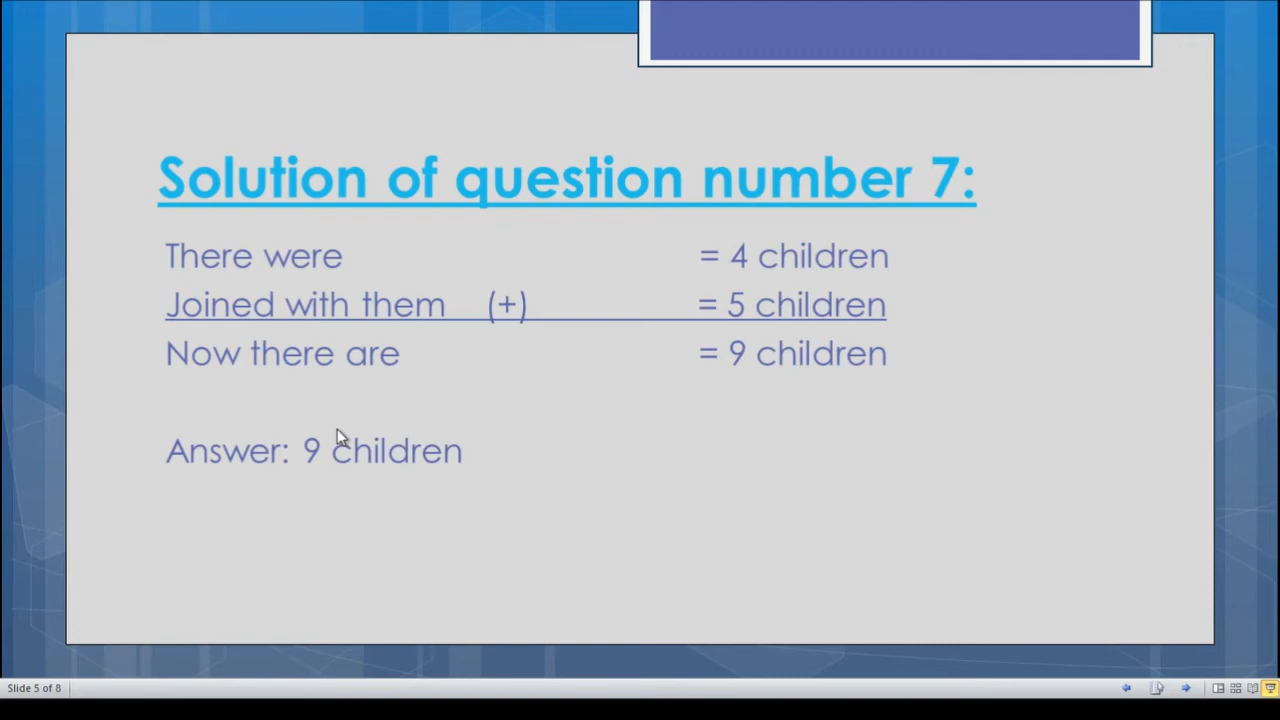 Solution of question number 7:
There were = 4 children
Joined with them (+) = 5 children
Now there are = 9 children
Answer: 9 children
Slide 5 of 8